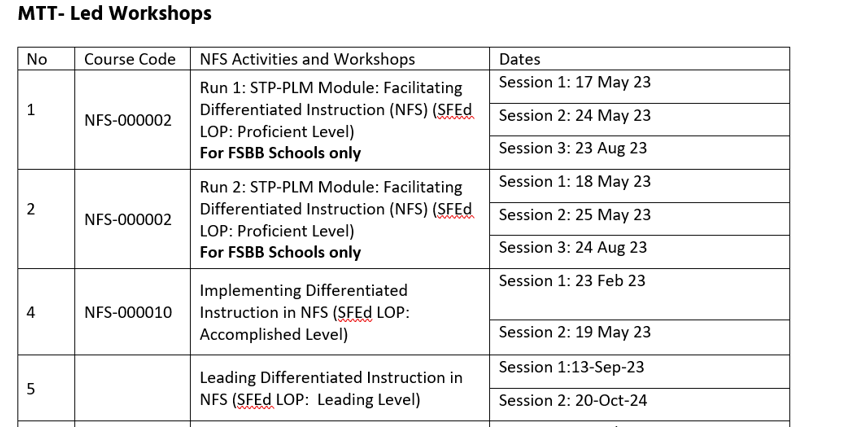 MTT- Led Workshops
No Course Code NFS Activities and Workshops Dates
1 NFS-000002 Run 1: STP-PLM Module: Facilitating
Differentiated Instruction (NFS) (SFEd
LOP: Proficient Level)
For FSBB Schools only
Session 1: 17 May 23
Session 2: 24 May 23
Session 3: 23 Aug 23
2 NFS-000002 Run 2: STP-PLM Module: Facilitating
Differentiated Instruction (NFS) (SFEd
LOP: Proficient Level)
For FSBB Schools only
Session 1: 18 May 23
Session 2: 25 May 23
Session 3: 24 Aug 23
4 NFS-000010 Implementing Differentiated
Instruction in NFS (SFEd LOP:
Accomplished Level)
Session 1: 23 Feb 23
Session 2: 19 May 23
5 Leading Differentiated Instruction in
NFS (SFEd LOP:  Leading Level)
Session 1:13-Sep-23
Session 2: 20-Oct-24